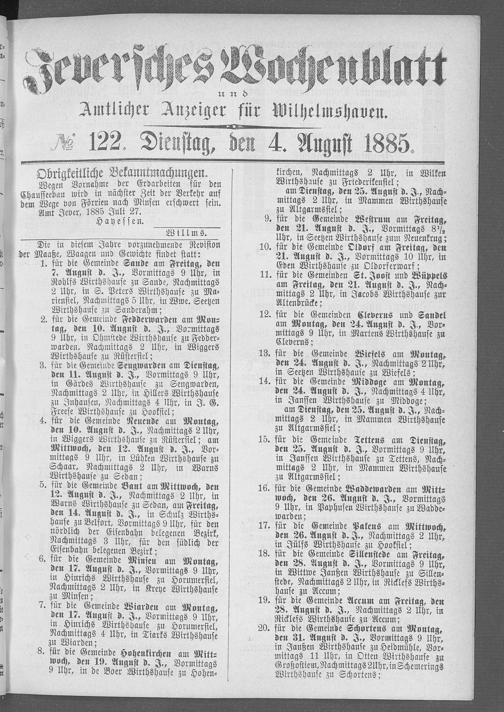 Jeversches Wochenblatt
und
Amtlicher Anzeiger für Wilhelmshaven.
№ 122. Dienstag, den 4. August 1885.
Obrigkeitliche Bekanntmachungen.
Wegen Vornahme der Erdarbeiten für den
Chausseebau wird in nächster Zeit der Verkehr auf
dem Wege von Förrien nach Minsen erschwert sein.
Amt Jever, 1885 Juli 27.
Hayessen.
Willms.
Die in diesem Jahre vorzunehmende Revision
der Maaße, Waagen und Gewichte findet statt:
1. für die Gemeinde Sande am Freitag, den
7. August d. J., Vormittags 9 Uhr, in
Rohlfs Wirthshause zu Sande, Nachmittags
2 Uhr, in S. Peters Wirthshause zu Ma-
riensiel, Nachmittags 5 Uhr, in Wwe. Seetzen
Wirthshause zu Sanderahm;
2. für die Gemeinde Fedderwarden am Mon-
tag, den 10. August d. J., Vormittags
9 Uhr, in Ohmstede Wirthshause zu Fedder-
warden, Nachmittags 2 Uhr, in Wiggers
Wirthshause zu Rüstersiel;
3. für die Gemeinde Sengwarden am Dienstag,
den 11. August d. J., Vormittags 9 Uhr,
in Gärdes Wirthshause zu Sengwarden,
Nachmittags 2 Uhr, in Hillers Wirthshause
zu Inhausen, Nachmittags 4 Uhr, in J. G.
Freese Wirthshause zu Hooksiel;
4. für die Gemeinde Neuende am Montag,
den 10. August d. J., Nachmittags 2 Uhr,
in Wiggers Wirthshause zu Rüstersiel; am
Mittwoch, den 12. August d. J., Vor-
mittags 9 Uhr, in Lübken Wirthshause zu
Schaar, Nachmittags 2 Uhr, in Warns
Wirthshause zu Sedan;
5. für die Gemeinde Bant am Mittwoch, den
12. August d. J., Nachmittags 2 Uhr, in
Warns Wirthshause zu Sedan, am Freitag,
den 14. August d. J., in Schulz Wirths-
hause zu Belfort, Vormittags 9 Uhr, für den
nördlich der Eisenbahn belegenen Bezirk,
Nachmittags 3 Uhr, für den südlich der
Eisenbahn belegenen Bezirk;
6. für die Gemeinde Minsen am Montag,
den 17. August d. J., Vormittags 9 Uhr,
in Hinrichs Wirthshause zu Horumersiel,
Nachmittags 2 Uhr, in Kreye Wirthshause
zu Minsen;
7. für die Gemeinde Wiarden am Montag,
den 17. August d. J., Vormittags 9 Uhr,
in Hinrichs Wirthshause zu Horumersiel,
Nachmittags 4 Uhr, in Tiarks Wirthshause
zu Wiarden;
8. für die Gemeinde Hohenkirchen am Mitt-
woch, den 19. August d. J., Vormittags
9 Uhr, in de Boer Wirthshause zu Hohen-
kirchen, Nachmittags 2 Uhr, in Wilken
Wirthshause zu Friederikensiel;
am Dienstag, den 25. August d. J., Nach-
mittags 2 Uhr, in Mammen Wirthshause
zu Altgarmssiel;
9. für die Gemeinde Westrum am Freitag,
den 21. August d. J., Vormittags
Uhr, in Seetzen Wirthshause zum Neuenkrug;
10. für die Gemeinde Oldorf am Freitag, den
21. August d. J., Vormittags 10 Uhr, in
Eden Wirthshause zu Oldorferwarf;
11. für die Gemeinden St. Joost und Wüppels
am Freitag, den 21. August d. J., Nach-
mittags 2 Uhr, in Jacobs Wirthshause zur
Altenbrücke;
12. für die Gemeinden Cleverns und Sandel
am Montag, den 24. August d. J., Vor-
mittags 9 Uhr, in Martens Wirthshause zu
Cleverns;
13. für die Gemeinde Wiefels am Montag,
den 24. August d. J., Nachmittags 2 Uhr,
in Seetzen Wirthshause zu Wiefels;
14. für die Gemeinde Middoge am Montag,
den 24. August d. J., Nachmittags 4 Uhr,
in Janssen Wirthshause zu Middoge;
am Dienstag, den 25. August d. J., Nach-
mittags 2 Uhr, in Mammen Wirthshause
zu Altgarmssiel;
15. für die Gemeinde Tettens am Dienstag,
den 25. August d. J., Vormittags 9 Uhr,
in Janssen Wirthshause zu Tettens, Nach-
mittags 2 Uhr, in Mammen Wirthshause
zu Altgarmssiel;
16. für die Gemeinde Waddewarden am Mitt-
woch, den 26. August d. J., Vormittags
9 Uhr, in Paphusen Wirthshause zu Wadde-
warden;
17. für die Gemeinde Pakens am Mittwoch,
den 26. August d. J., Nachmittags 2 Uhr,
in Jülfs Wirthshause zu Hooksiel;
18. für die Gemeinde Sillenstede am Freitag,
den 28. August d. J., Vormittags 9 Uhr,
in Wittwe Janßen Wirthshause zu Sillen-
stede, Nachmittags 2 Uhr, in Ricklefs Wirths-
hause zu Accum;
19. für die Gemeinde Accum am Freitag, den
28. August d. J., Nachmittags 2 Uhr, in
Ricklefs Wirthshause zu Accum;
20. für die Gemeinde Schortens am Montag,
den 31. August d. J., Vormittags 9 Uhr,
in Janßen Wirthshause zu Heidmühle, Vor-
mittags 11 Uhr, in Otten Wirthshause zu
Großostiem, Nachmittags 2 Uhr, in Schemerings
Wirthshause zu Schortens;